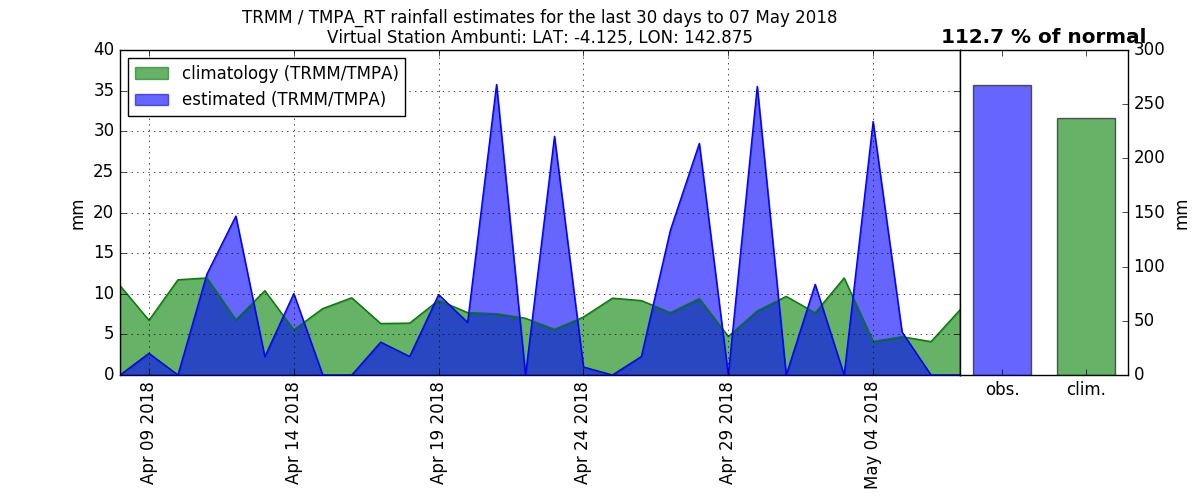 TRMM / TMPA_RT rainfall estimates for the last 30 days to 07 May 2018
Virtual Station Ambunti: LAT: -4.125, LON: 142.875
112.7 % of normal
climatology (TRMM/TMPA)
estimated (TRMM/TMPA)
40
35
30
25
20
15
10
5
0
mm
300
250
200
150
100
50
0
mm
Apr 09 2018
Apr 14 2018
Apr 19 2018
Apr 24 2018
Apr 29 2018
May 04 2018
obs.
clim.